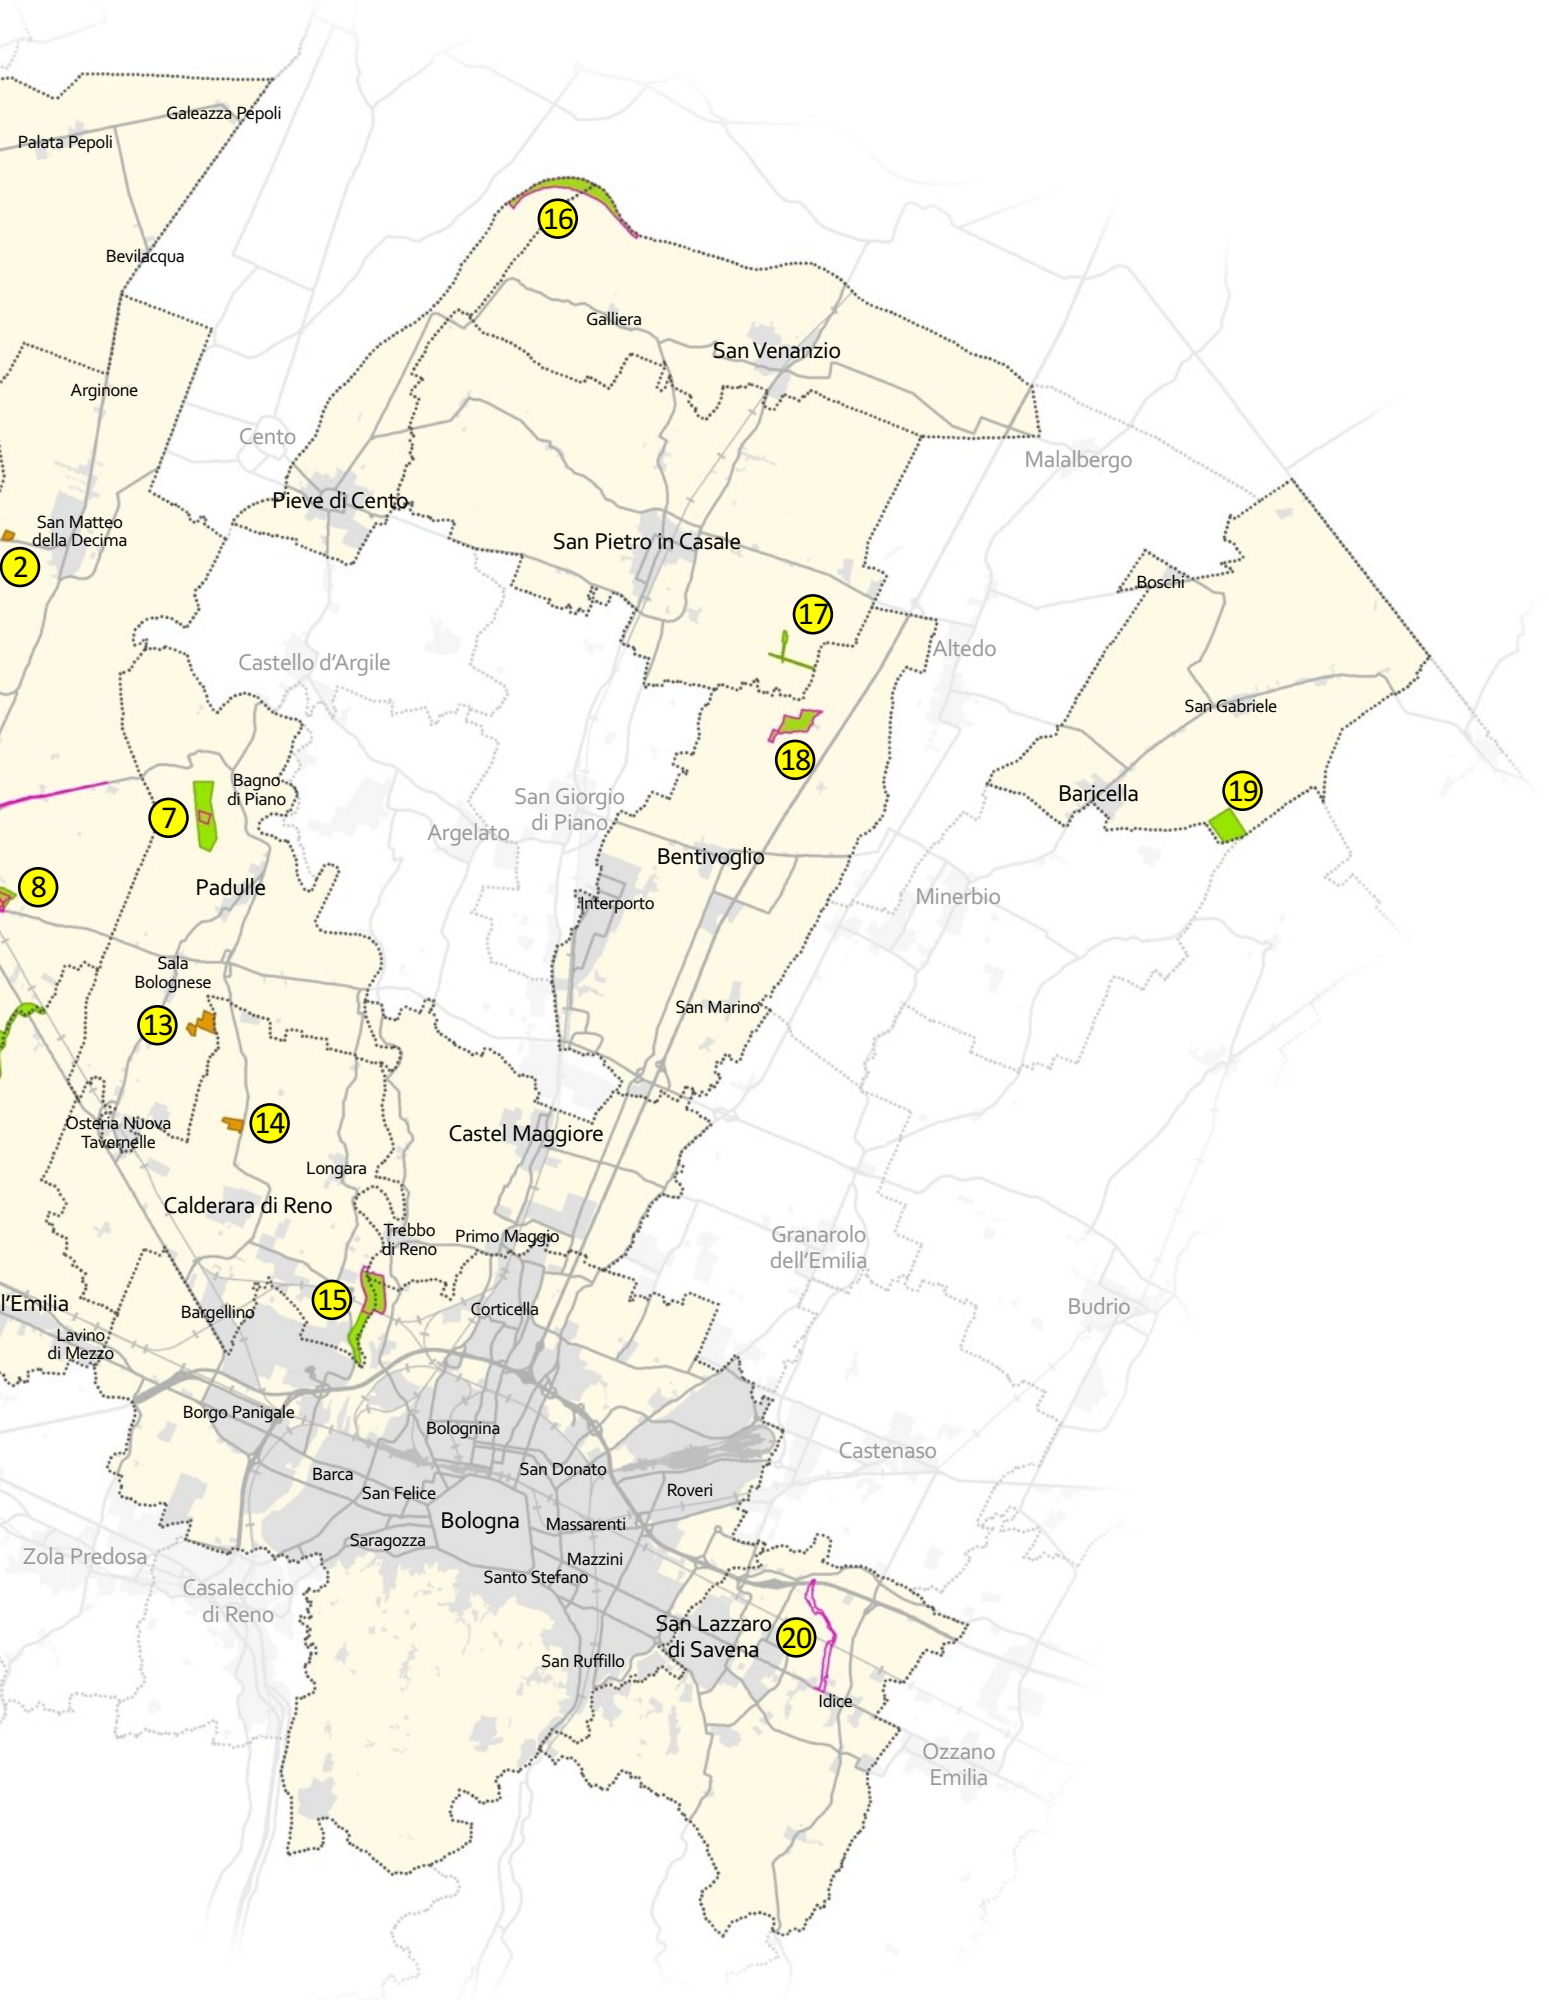 Galeazza Pepoli
Palata Pepoli
16
Bevilacqua
Galliera
San Venanzio
Arginone
Cento
Malalbergo
Pieve di Cento
San Matteo
della Decima
San Pietro in Casale
2
Boschi
17
Castello d'Argile
Altedo
San Gabriele
18
Bagno
di Piano
7
San Giorgio
di Piano
Baricella
19
Argelato
Bentivoglio
8
Padulle
Minerbio
Interporto
Sala
Bolognese
San Marino
13
14
Osteria Nuova
Tavernelle
Castel Maggiore
Longara
Calderara di Reno
Trebbo
di Reno
Primo Maggio
Granarolo
dell'Emilia
15
l'Emilia
Bargellino
Corticella
Budrio
Lavino
di Mezzo
Borgo Panigale
Bolognina
Castenaso
Barca
San Donato
San Felice
Roveri
Bologna
Massarenti
Saragozza
Zola Predosa
Mazzini
Santo Stefano
Casalecchio
di Reno
San Lazzaro
di Savena
20
San Ruffillo
Idice
Ozzano
Emilia